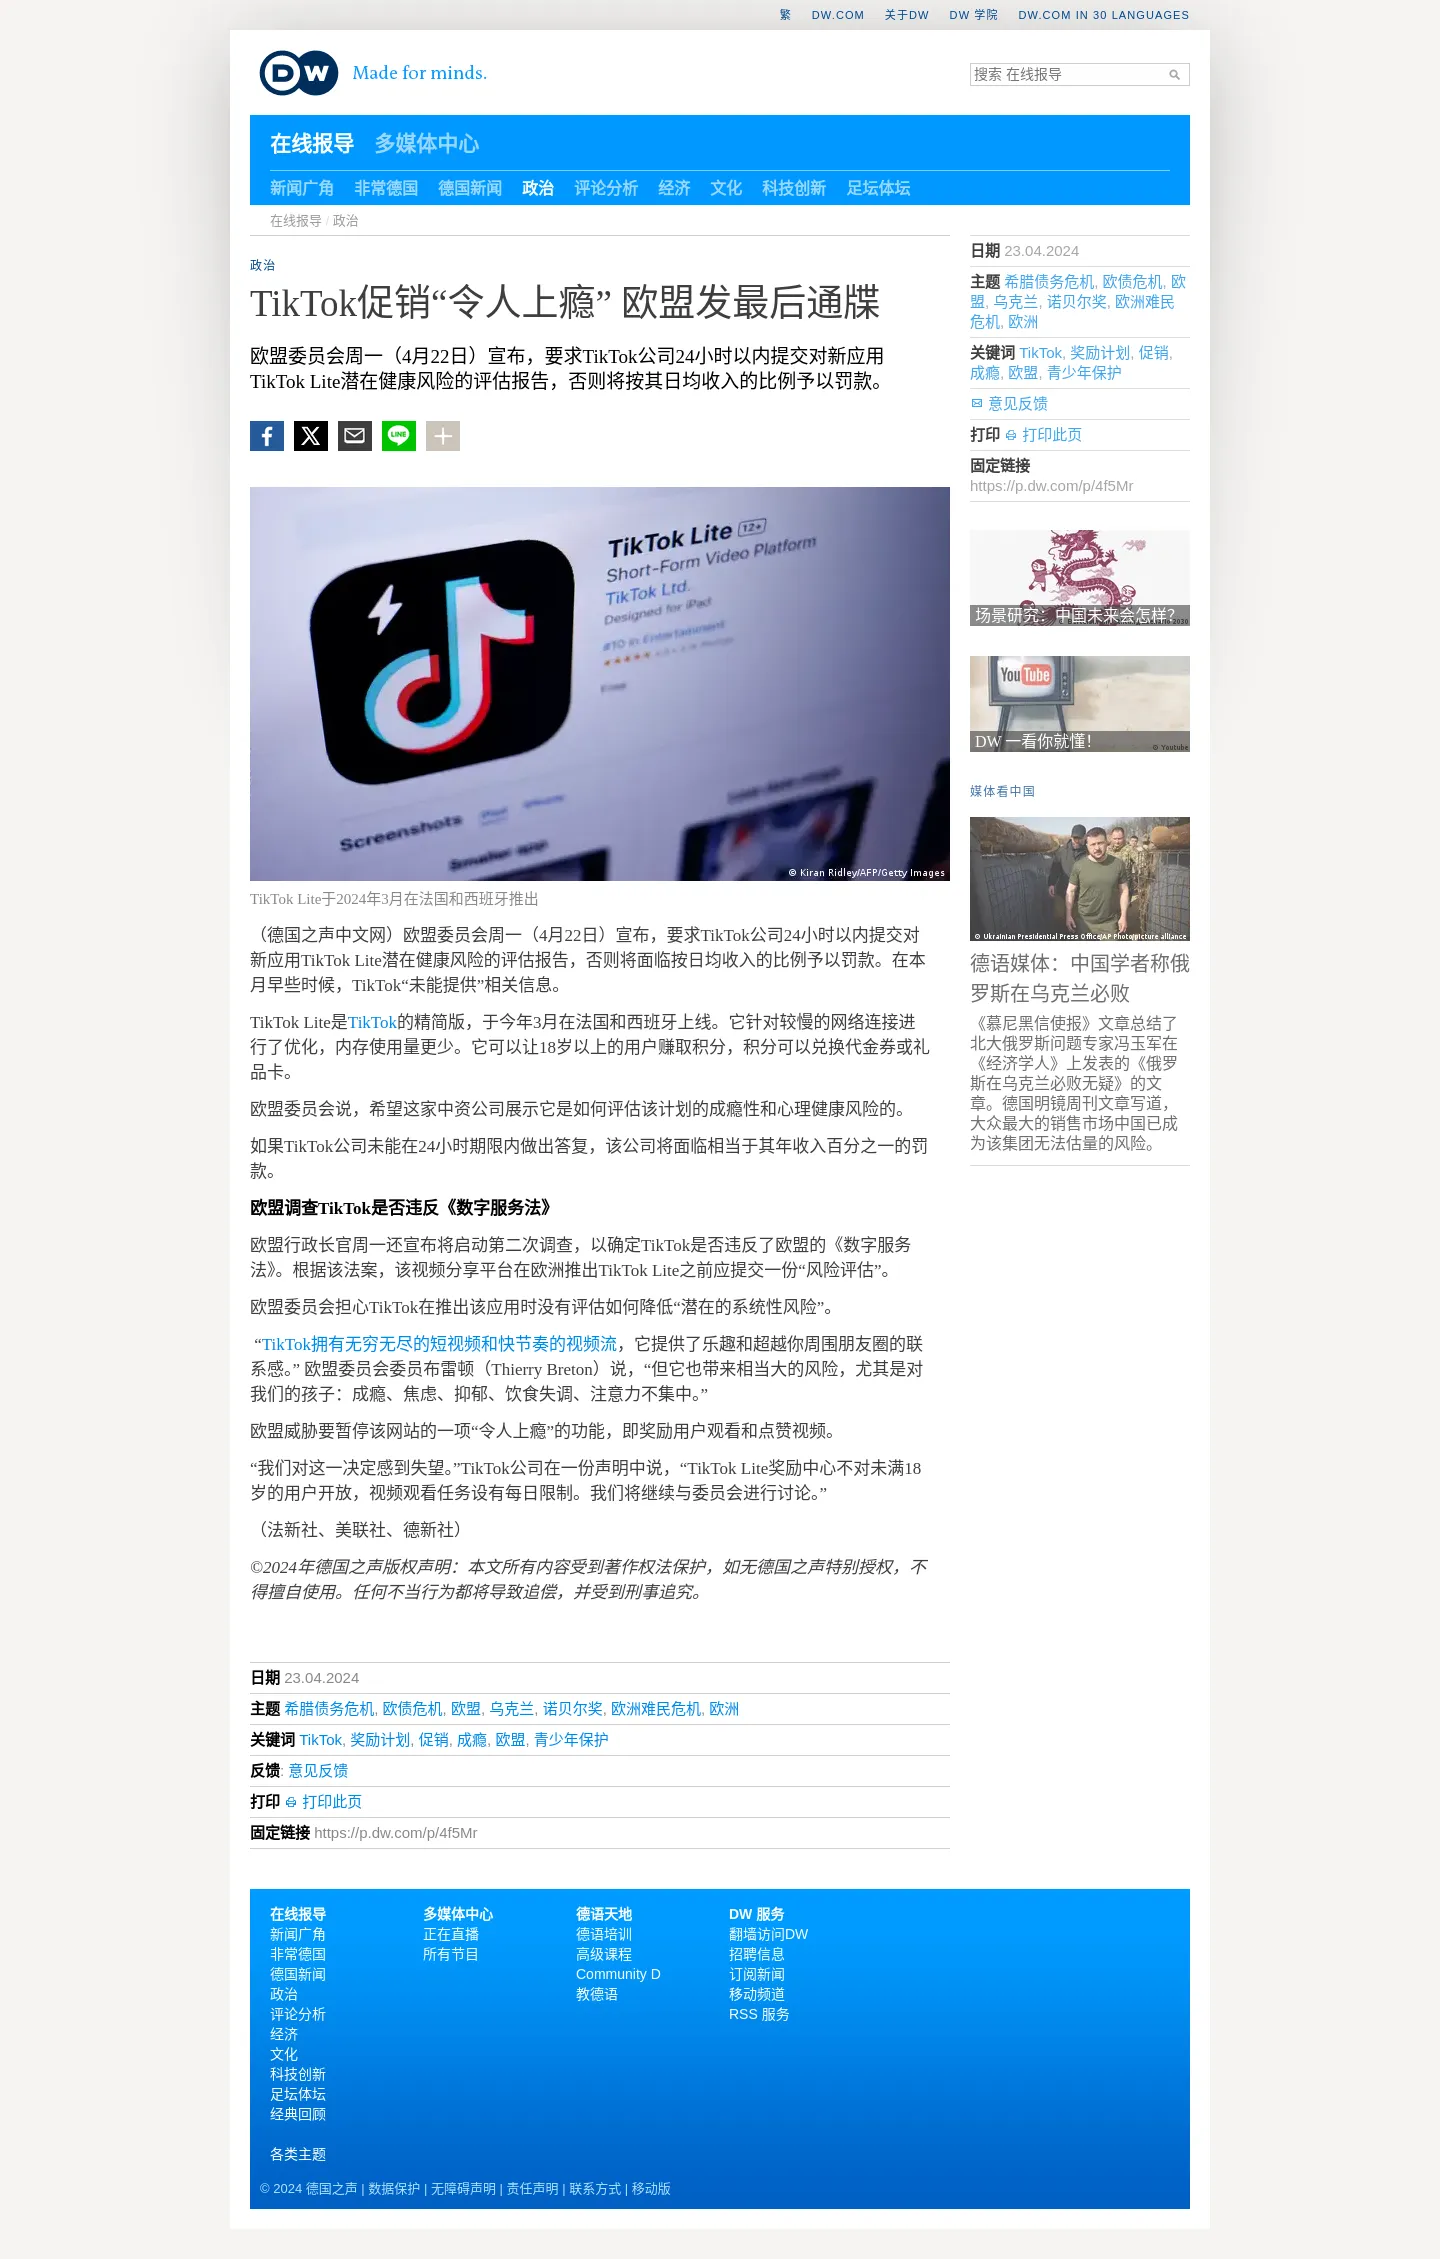 繁 DW.COM 关于DW DW 学院 DW.COM IN 30 LANGUAGES
DW Made for minds.
搜索 在线报导
在线报导 多媒体中心
新闻广角 非常德国 德国新闻 政治 评论分析 经济 文化 科技创新 足坛体坛
在线报导 / 政治
政治
TikTok促销“令人上瘾” 欧盟发最后通牒
欧盟委员会周一（4月22日）宣布，要求TikTok公司24小时以内提交对新应用
TikTok Lite潜在健康风险的评估报告，否则将按其日均收入的比例予以罚款。
LINE
TikTok Lite 12+
Short-Form Video Platform
TikTok Ltd.
Designed for iPad
#10 in Entertainment
Free
Screenshots iPad iPhone
Smaller app
© Kiran Ridley/AFP/Getty Images
TikTok Lite于2024年3月在法国和西班牙推出
（德国之声中文网）欧盟委员会周一（4月22日）宣布，要求TikTok公司24小时以内提交对
新应用TikTok Lite潜在健康风险的评估报告，否则将面临按日均收入的比例予以罚款。在本
月早些时候，TikTok“未能提供”相关信息。
TikTok Lite是TikTok的精简版，于今年3月在法国和西班牙上线。它针对较慢的网络连接进
行了优化，内存使用量更少。它可以让18岁以上的用户赚取积分，积分可以兑换代金券或礼
品卡。
欧盟委员会说，希望这家中资公司展示它是如何评估该计划的成瘾性和心理健康风险的。
如果TikTok公司未能在24小时期限内做出答复，该公司将面临相当于其年收入百分之一的罚
款。
欧盟调查TikTok是否违反《数字服务法》
欧盟行政长官周一还宣布将启动第二次调查，以确定TikTok是否违反了欧盟的《数字服务
法》。根据该法案，该视频分享平台在欧洲推出TikTok Lite之前应提交一份“风险评估”。
欧盟委员会担心TikTok在推出该应用时没有评估如何降低“潜在的系统性风险”。
“TikTok拥有无穷无尽的短视频和快节奏的视频流，它提供了乐趣和超越你周围朋友圈的联
系感。” 欧盟委员会委员布雷顿（Thierry Breton）说，“但它也带来相当大的风险，尤其是对
我们的孩子：成瘾、焦虑、抑郁、饮食失调、注意力不集中。”
欧盟威胁要暂停该网站的一项“令人上瘾”的功能，即奖励用户观看和点赞视频。
“我们对这一决定感到失望。”TikTok公司在一份声明中说，“TikTok Lite奖励中心不对未满18
岁的用户开放，视频观看任务设有每日限制。我们将继续与委员会进行讨论。”
（法新社、美联社、德新社）
©2024年德国之声版权声明：本文所有内容受到著作权法保护，如无德国之声特别授权，不
得擅自使用。任何不当行为都将导致追偿，并受到刑事追究。
日期 23.04.2024
主题 希腊债务危机, 欧债危机, 欧盟, 乌克兰, 诺贝尔奖, 欧洲难民危机, 欧洲
关键词 TikTok, 奖励计划, 促销, 成瘾, 欧盟, 青少年保护
反馈: 意见反馈
打印 打印此页
固定链接 https://p.dw.com/p/4f5Mr
日期 23.04.2024
主题 希腊债务危机, 欧债危机, 欧
盟, 乌克兰, 诺贝尔奖, 欧洲难民
危机, 欧洲
关键词 TikTok, 奖励计划, 促销,
成瘾, 欧盟, 青少年保护
意见反馈
打印 打印此页
固定链接
https://p.dw.com/p/4f5Mr
场景研究：中国未来会怎样？
YouTube
DW 一看你就懂！
© Youtube
媒体看中国
© Ukrainian Presidential Press Office/AP Photo/picture alliance
德语媒体：中国学者称俄
罗斯在乌克兰必败
《慕尼黑信使报》文章总结了
北大俄罗斯问题专家冯玉军在
《经济学人》上发表的《俄罗
斯在乌克兰必败无疑》的文
章。德国明镜周刊文章写道，
大众最大的销售市场中国已成
为该集团无法估量的风险。
在线报导
新闻广角
非常德国
德国新闻
政治
评论分析
经济
文化
科技创新
足坛体坛
经典回顾
各类主题
多媒体中心
正在直播
所有节目
德语天地
德语培训
高级课程
Community D
教德语
DW 服务
翻墙访问DW
招聘信息
订阅新闻
移动频道
RSS 服务
© 2024 德国之声 | 数据保护 | 无障碍声明 | 责任声明 | 联系方式 | 移动版